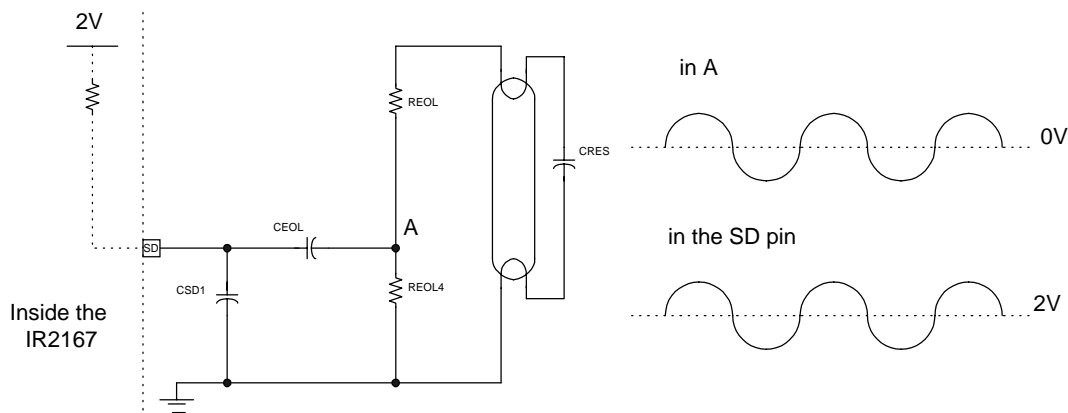 2V
REOL
in A
0V
CRES
A
CEOL
SD
in the SD pin
CSD1
REOL4
2V
Inside the
IR2167